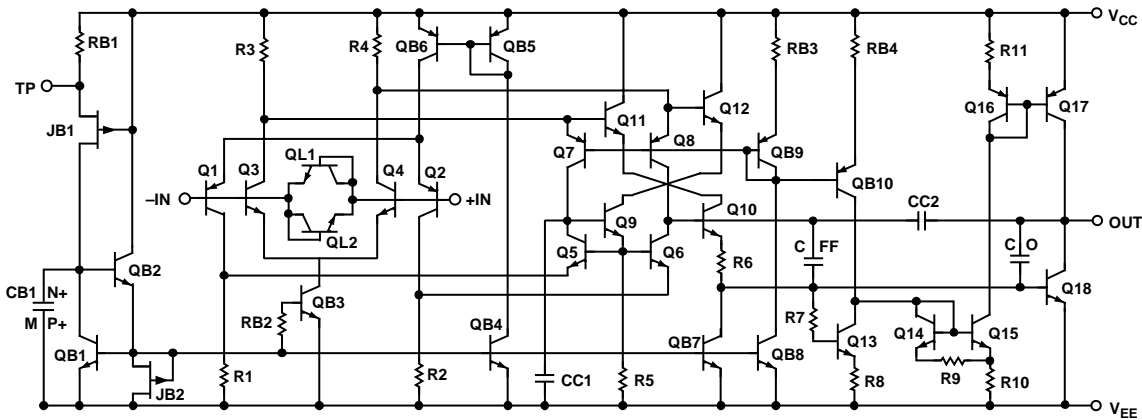 RB1
R3
R4
QB6
QB5
RB3
RB4
R11
VCC
TP
Q11
Q12
Q16
Q17
JB1
Q7
Q8
QB9
Q1
Q3
QL1
Q4
Q2
QB10
–IN
+IN
Q9
Q10
CC2
OUT
QL2
Q5
Q6
R6
C FF
C O
QB2
Q18
CB1 N+
M P+
RB2
QB3
R7
Q13
Q14
Q15
QB1
QB4
QB7
QB8
R9
JB2
R1
R2
CC1
R5
R8
R10
VEE